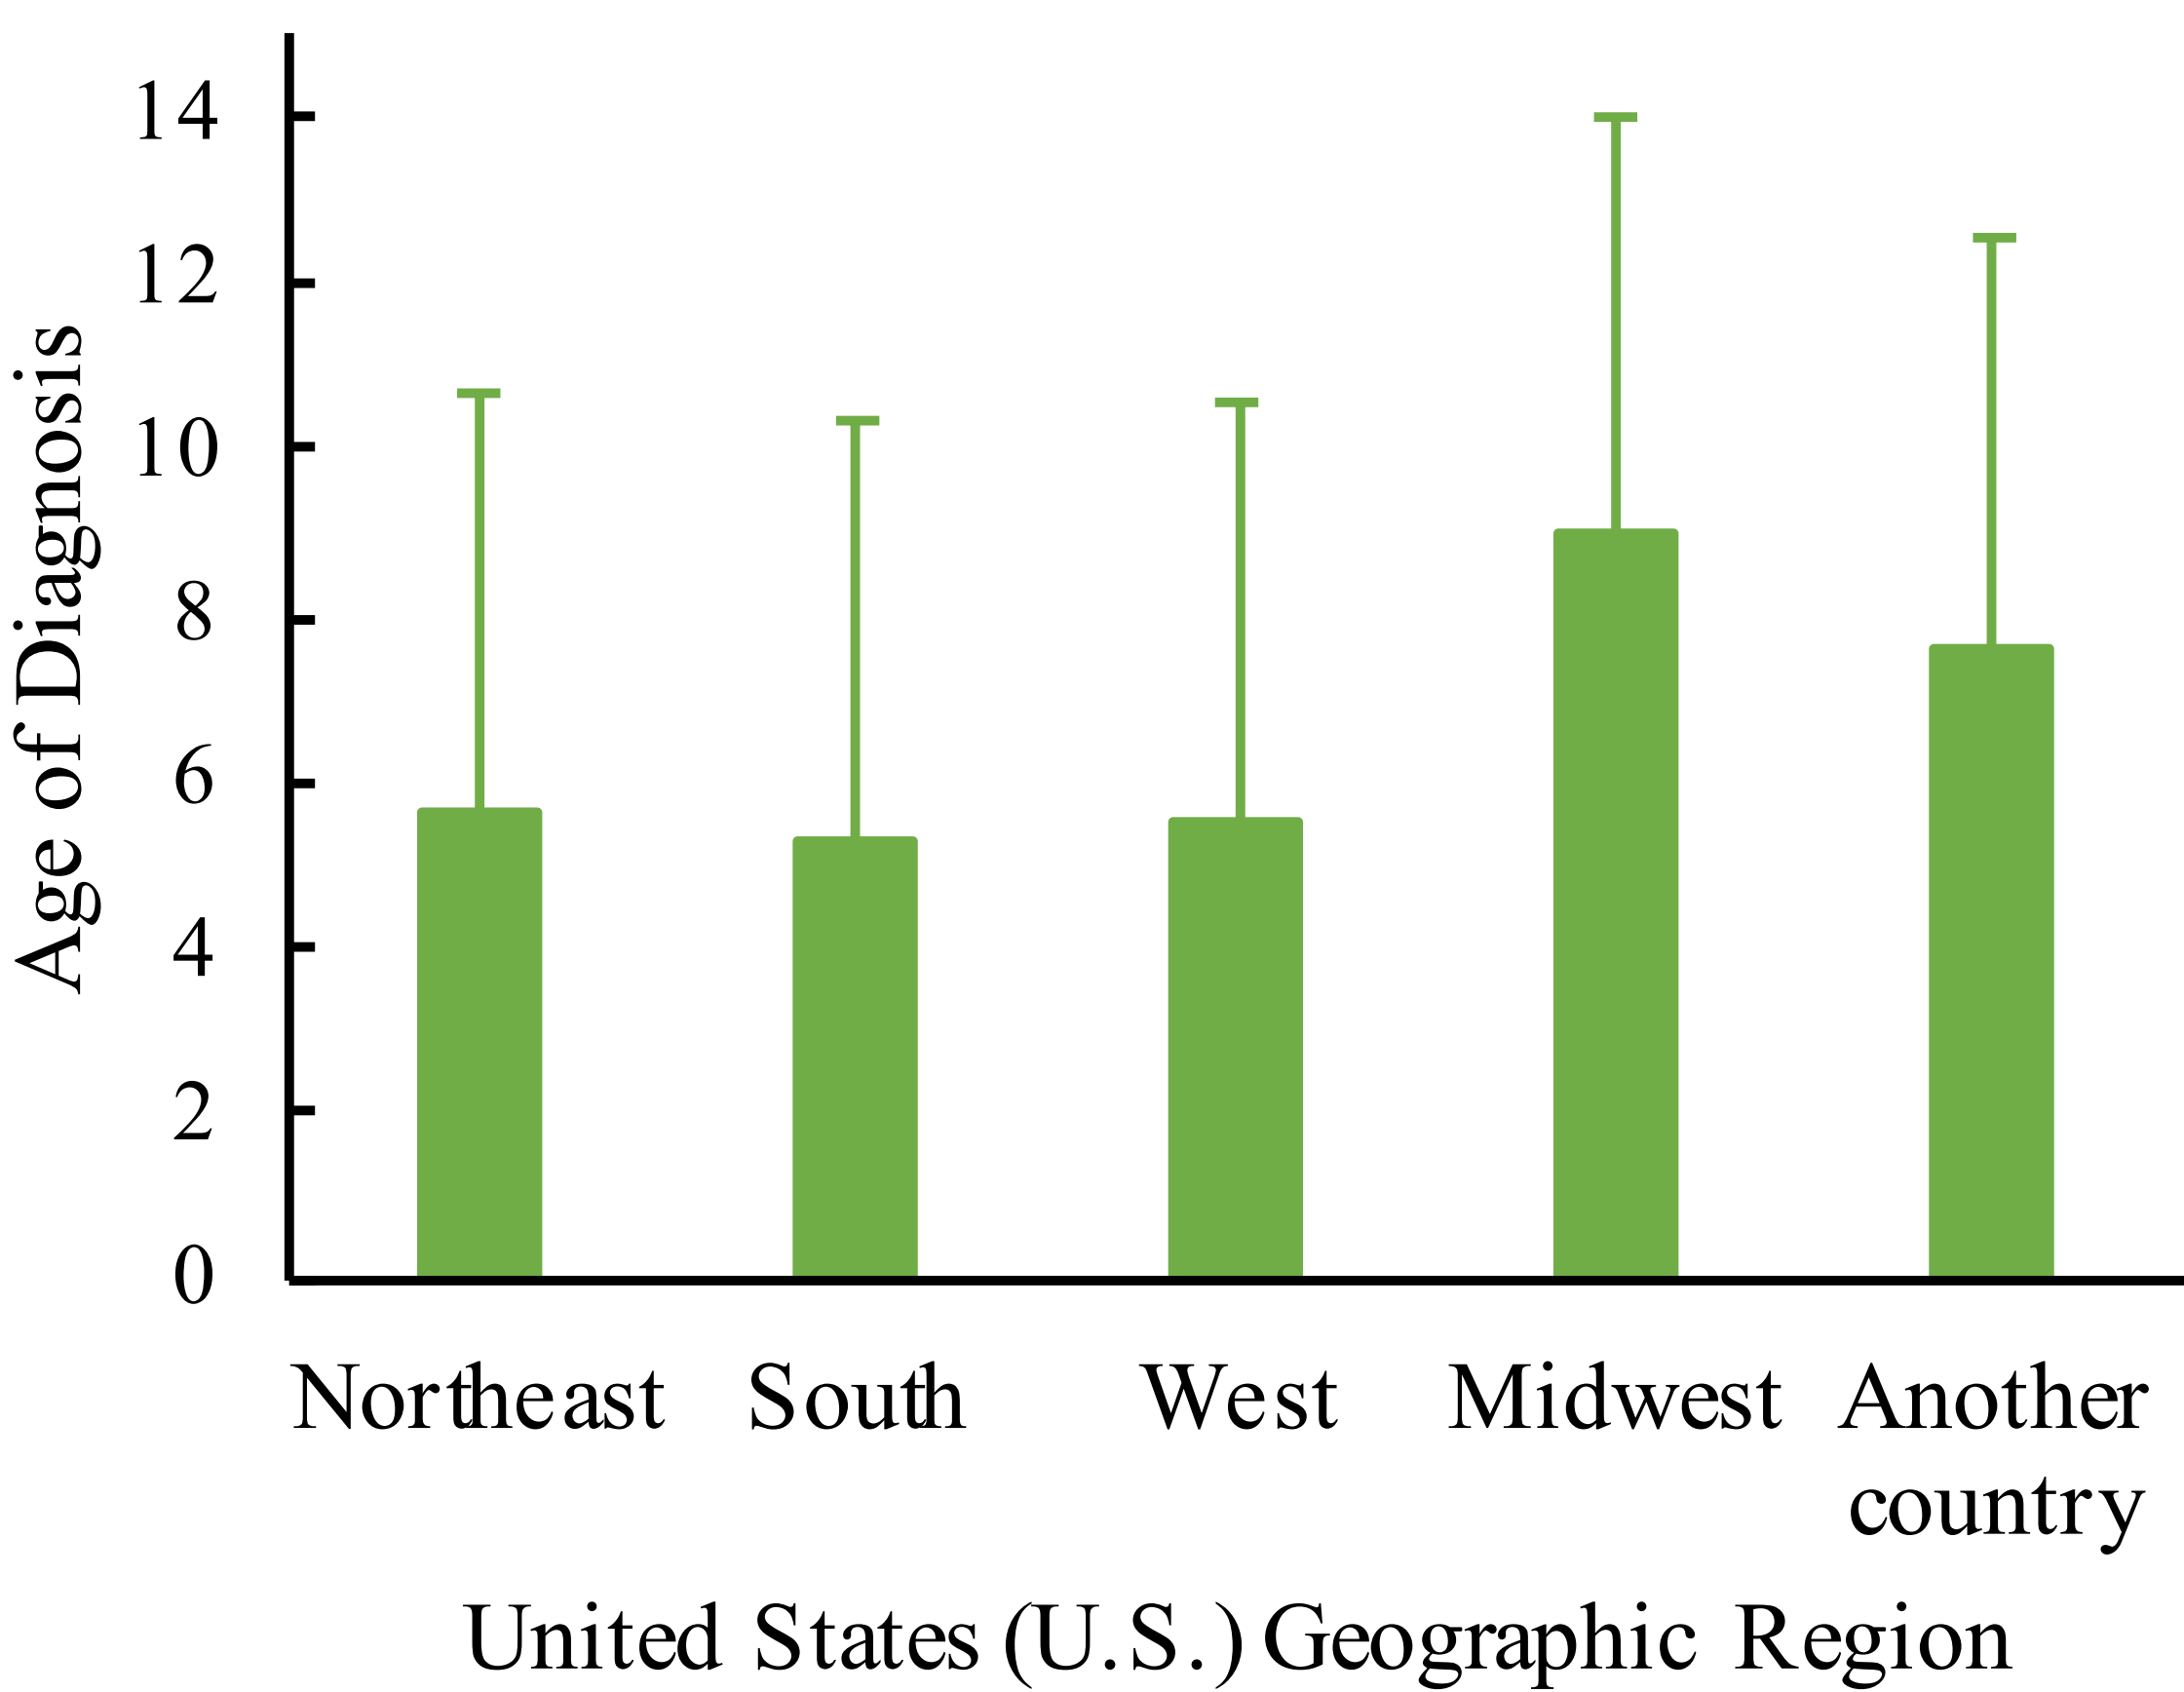 14
12
10
8
6
4
2
0
Age of Diagnosis
Northeast South West Midwest Another
country
United States (U.S.) Geographic Region